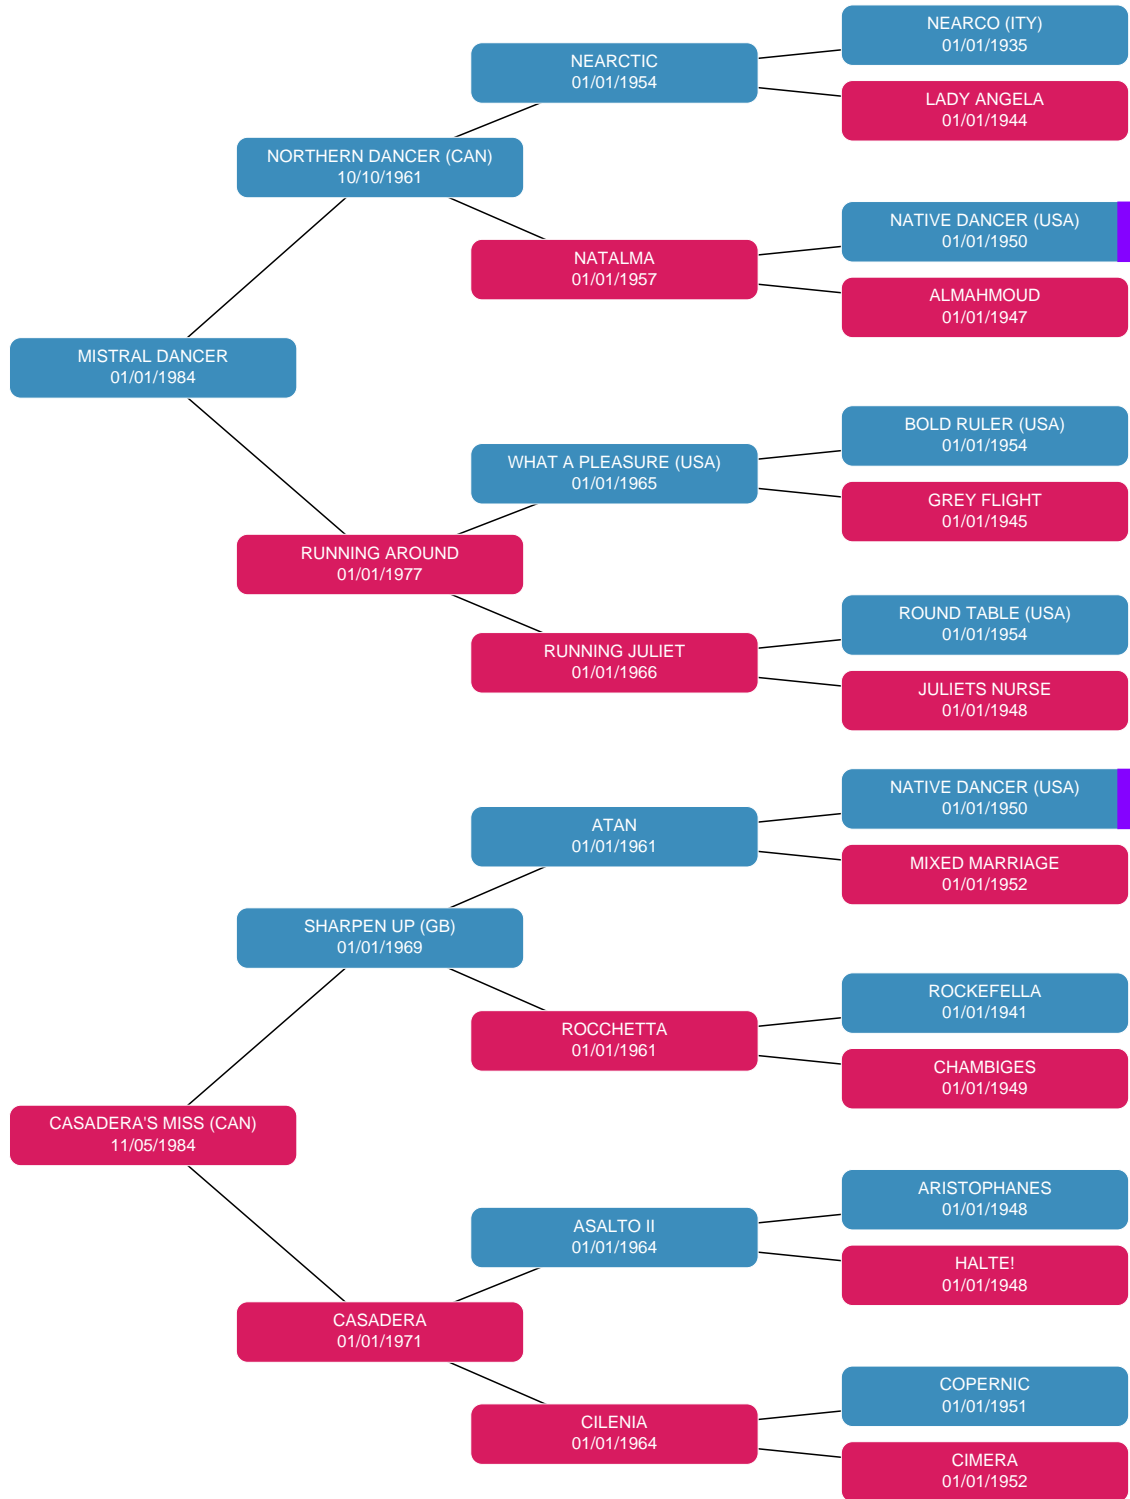 NEARCO (ITY)
01/01/1935
NEARCTIC
01/01/1954
LADY ANGELA
01/01/1944
NORTHERN DANCER (CAN)
10/10/1961
NATIVE DANCER (USA)
01/01/1950
NATALMA
01/01/1957
ALMAHMOUD
01/01/1947
MISTRAL DANCER
01/01/1984
BOLD RULER (USA)
01/01/1954
WHAT A PLEASURE (USA)
01/01/1965
GREY FLIGHT
01/01/1945
RUNNING AROUND
01/01/1977
ROUND TABLE (USA)
01/01/1954
RUNNING JULIET
01/01/1966
JULIETS NURSE
01/01/1948
NATIVE DANCER (USA)
01/01/1950
ATAN
01/01/1961
MIXED MARRIAGE
01/01/1952
SHARPEN UP (GB)
01/01/1969
ROCKEFELLA
01/01/1941
ROCCHETTA
01/01/1961
CHAMBIGES
01/01/1949
CASADERA'S MISS (CAN)
11/05/1984
ARISTOPHANES
01/01/1948
ASALTO II
01/01/1964
HALTE!
01/01/1948
CASADERA
01/01/1971
COPERNIC
01/01/1951
CILENIA
01/01/1964
CIMERA
01/01/1952